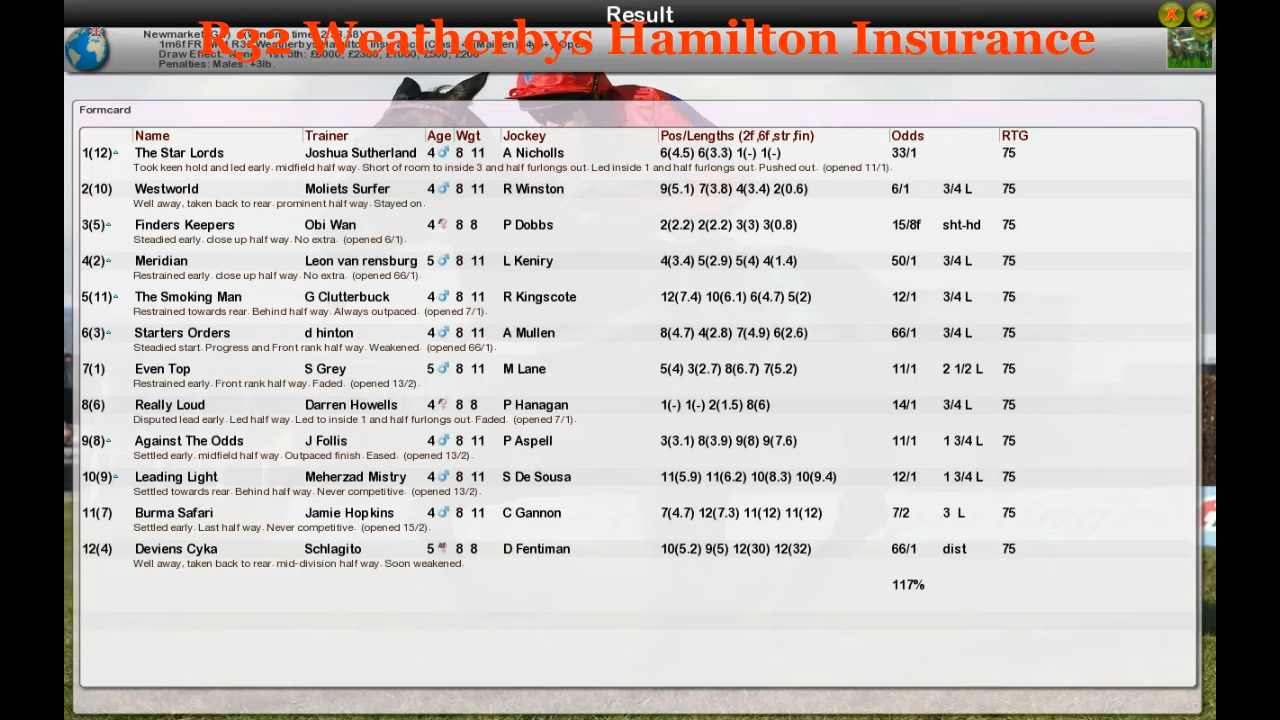 Result
R32 Weatherbys Hamilton Insurance
Penalties: Males: +3lb
Formcard
Name Trainer Age Wgt Jockey Pos/Lengths (2f,6f,str,fin) Odds RTG
1(12) The Star Lords Joshua Sutherland 4 8 11 A Nicholls 6(4.5) 6(3.3) 1(-) 1(-) 33/1 75
Took keen hold and led early. midfield half way. Short of room to inside 3 and half furlongs out. Led inside 1 and half furlongs out. Pushed out. (opened 11/1).
2(10) Westworld Moliets Surfer 4 8 11 R Winston 9(5.1) 7(3.8) 4(3.4) 2(0.6) 6/1 3/4 L 75
Well away, taken back to rear. prominent half way. Stayed on.
3(5) Finders Keepers Obi Wan 4 8 8 P Dobbs 2(2.2) 2(2.2) 3(3) 3(0.8) 15/8f sht-hd 75
Steadied early. close up half way. No extra. (opened 6/1).
4(2) Meridian Leon van rensburg 5 8 11 L Keniry 4(3.4) 5(2.9) 5(4) 4(1.4) 50/1 3/4 L 75
Restrained early. close up half way. No extra. (opened 66/1).
5(11) The Smoking Man G Clutterbuck 4 8 11 R Kingscote 12(7.4) 10(6.1) 6(4.7) 5(2) 12/1 3/4 L 75
Restrained towards rear. Behind half way. Always outpaced. (opened 7/1).
6(3) Starters Orders d hinton 4 8 11 A Mullen 8(4.7) 4(2.8) 7(4.9) 6(2.6) 66/1 3/4 L 75
Steadied start. Progress and Front rank half way. Weakened. (opened 66/1).
7(1) Even Top S Grey 5 8 11 M Lane 5(4) 3(2.7) 8(6.7) 7(5.2) 11/1 2 1/2 L 75
Restrained early. Front rank half way. Faded. (opened 13/2).
8(6) Really Loud Darren Howells 4 8 8 P Hanagan 1(-) 1(-) 2(1.5) 8(6) 14/1 3/4 L 75
Disputed lead early. Led half way. Led to inside 1 and half furlongs out. Faded. (opened 7/1).
9(8) Against The Odds J Follis 4 8 11 P Aspell 3(3.1) 8(3.9) 9(8) 9(7.6) 11/1 1 3/4 L 75
Settled early. midfield half way. Outpaced finish. Eased. (opened 13/2).
10(9) Leading Light Meherzad Mistry 4 8 11 S De Sousa 11(5.9) 11(6.2) 10(8.3) 10(9.4) 12/1 1 3/4 L 75
Settled towards rear. Behind half way. Never competitive. (opened 13/2).
11(7) Burma Safari Jamie Hopkins 4 8 11 C Gannon 7(4.7) 12(7.3) 11(12) 11(12) 7/2 3 L 75
Settled early. Last half way. Never competitive. (opened 15/2).
12(4) Deviens Cyka Schlagito 5 8 8 D Fentiman 10(5.2) 9(5) 12(30) 12(32) 66/1 dist 75
Well away, taken back to rear. mid-division half way. Soon weakened.
117%